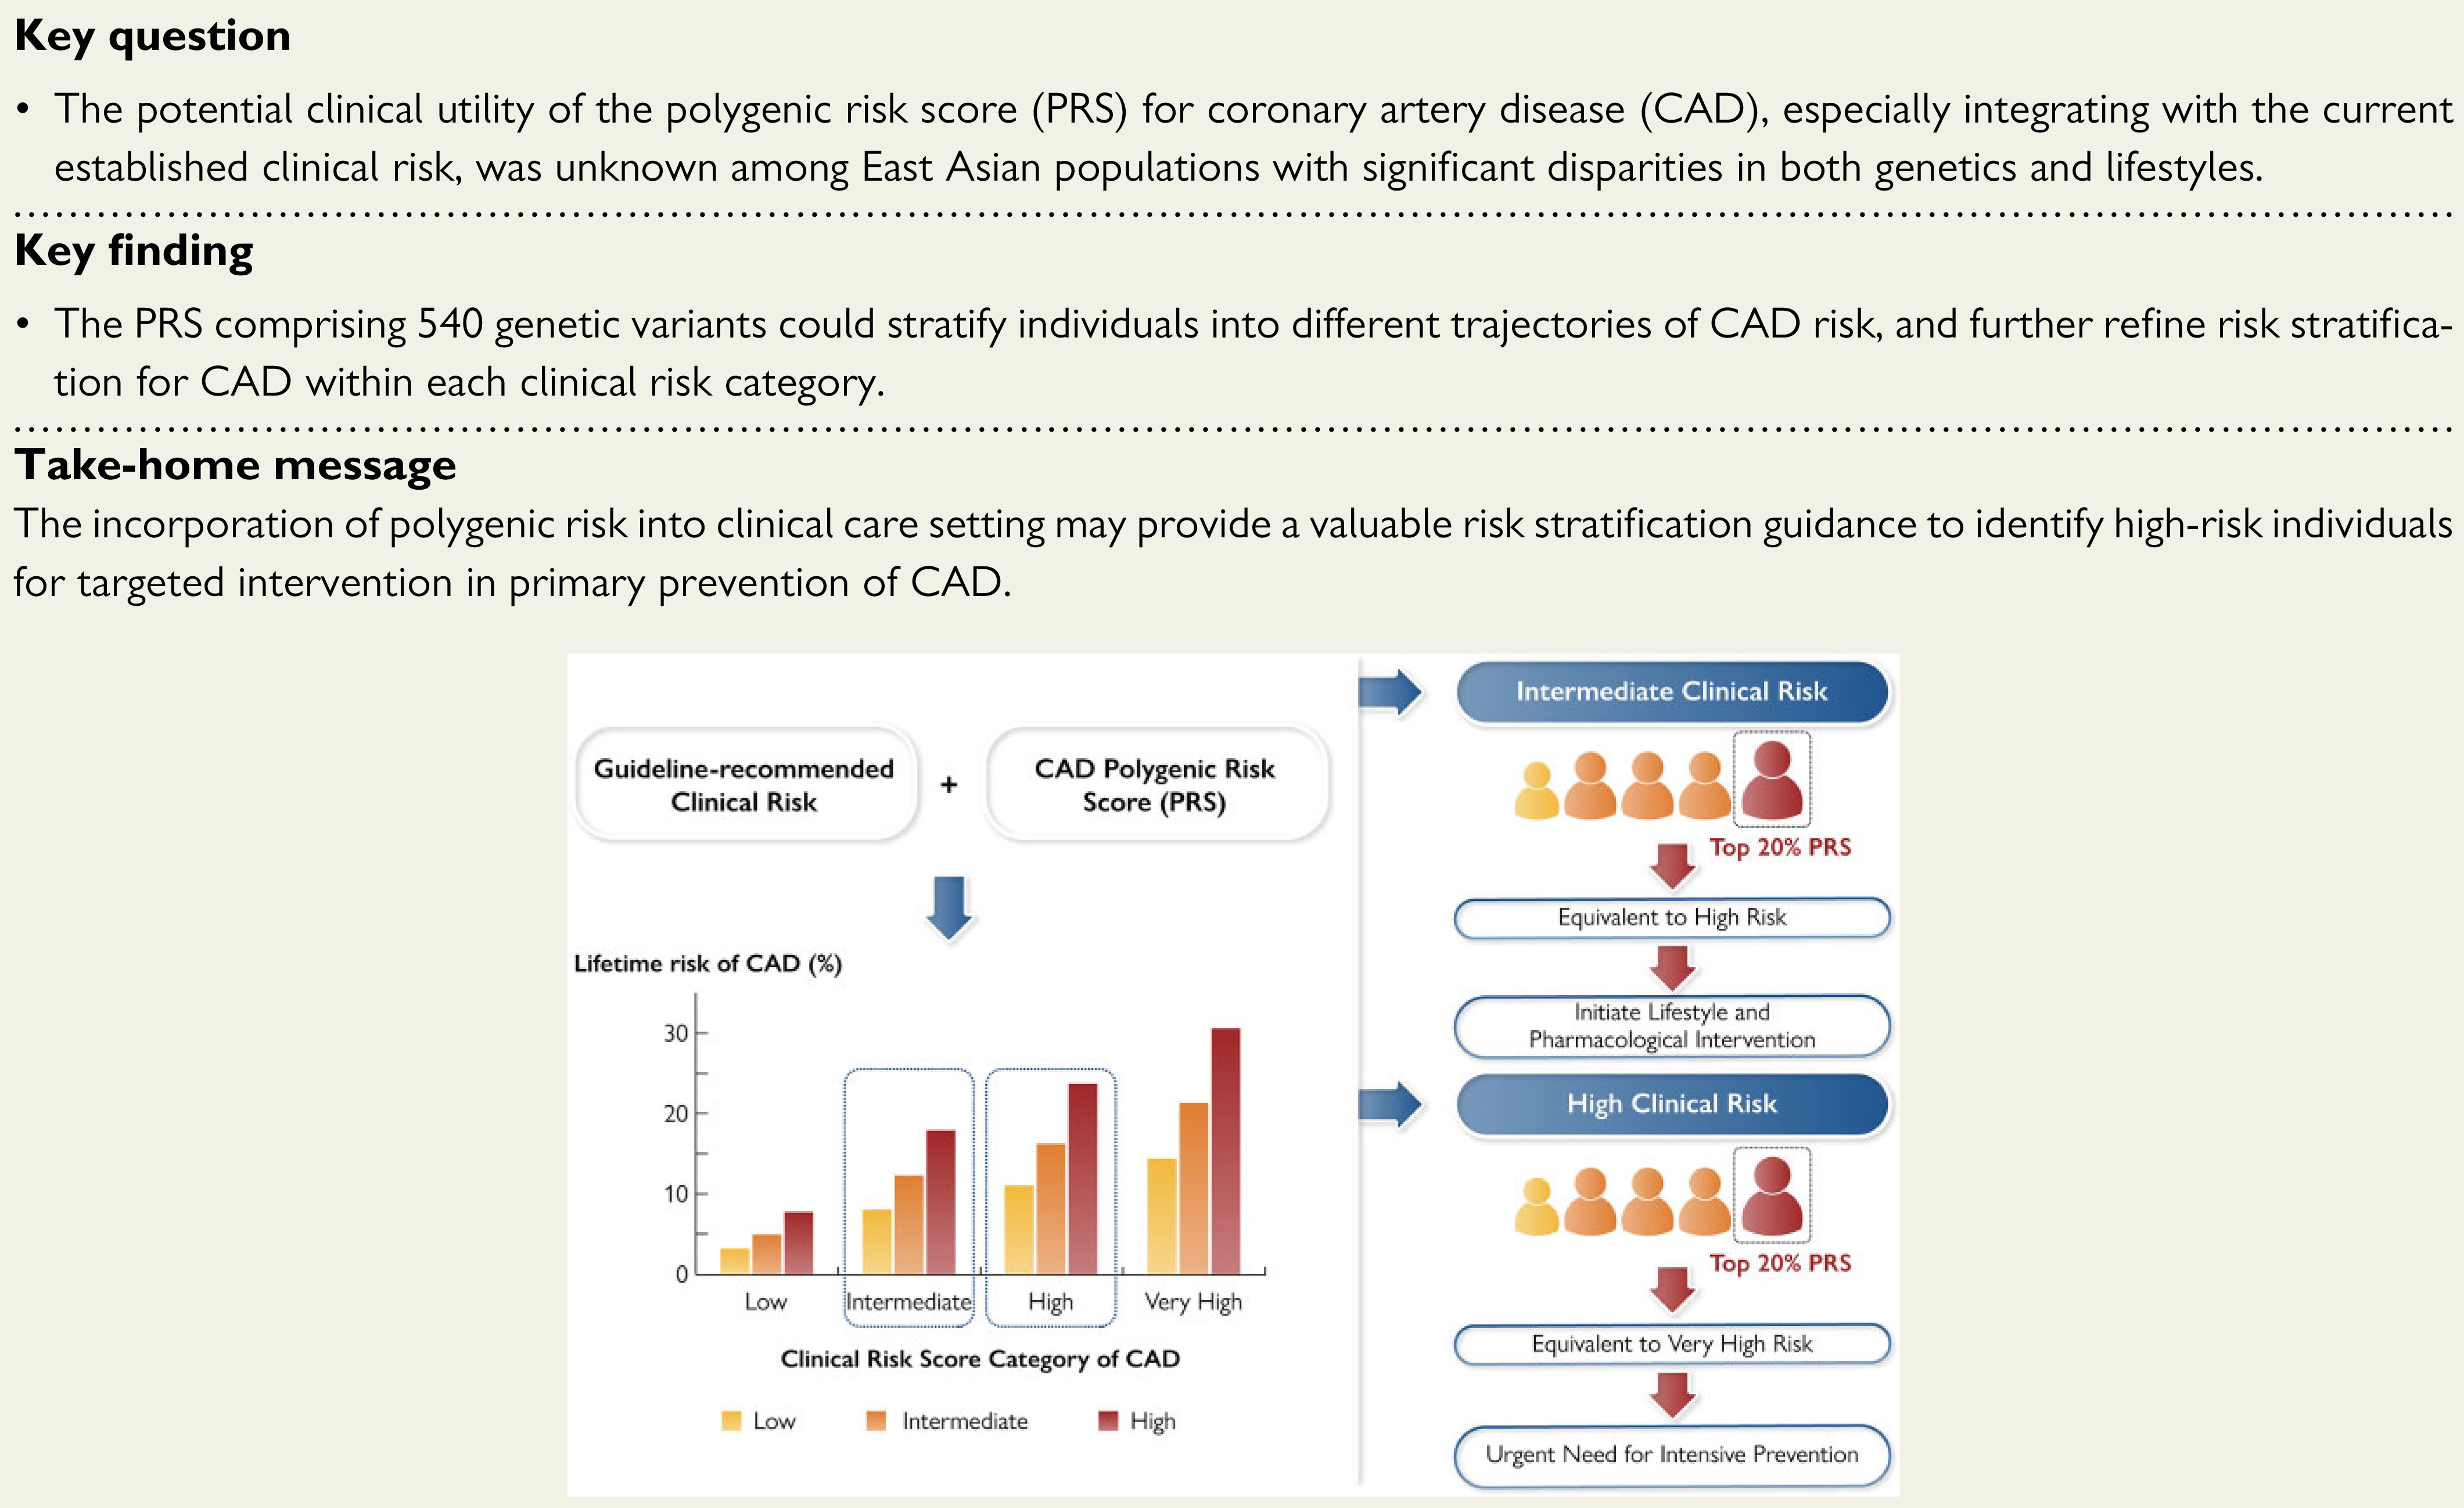 Key question
• The potential clinical utility of the polygenic risk score (PRS) for coronary artery disease (CAD), especially integrating with the current
established clinical risk, was unknown among East Asian populations with significant disparities in both genetics and lifestyles.
Key finding
• The PRS comprising 540 genetic variants could stratify individuals into different trajectories of CAD risk, and further refine risk stratifica-
tion for CAD within each clinical risk category.
Take-home message
The incorporation of polygenic risk into clinical care setting may provide a valuable risk stratification guidance to identify high-risk individuals
for targeted intervention in primary prevention of CAD.
Guideline-recommended
Clinical Risk
+
CAD Polygenic Risk
Score (PRS)
Lifetime risk of CAD (%)
30
20
10
0
Low
Intermediate
High
Very High
Clinical Risk Score Category of CAD
Low
Intermediate
High
Intermediate Clinical Risk
Top 20% PRS
Equivalent to High Risk
Initiate Lifestyle and
Pharmacological Intervention
High Clinical Risk
Top 20% PRS
Equivalent to Very High Risk
Urgent Need for Intensive Prevention